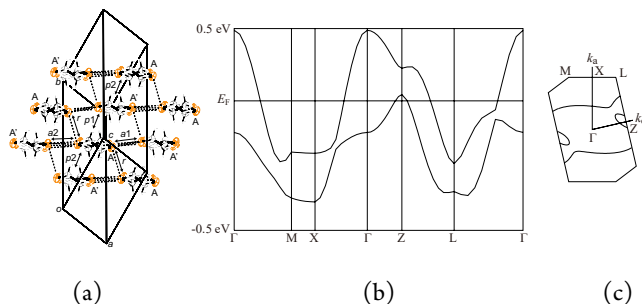 A' A
b
p2
A A'
r p1
A' a2 c a1 A
o p2 A r
A A'
A' A
o
a
0.5 eV
E_F
-0.5 eV
Γ M X Γ Z L Γ
k_a
M X L
Γ Z
(a) (b) (c)